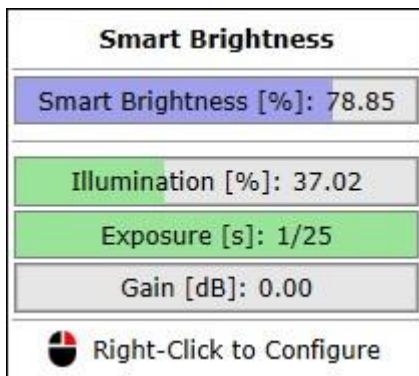 Smart Brightness
Smart Brightness [%]: 78.85
Illumination [%]: 37.02
Exposure [s]: 1/25
Gain [dB]: 0.00
Right-Click to Configure